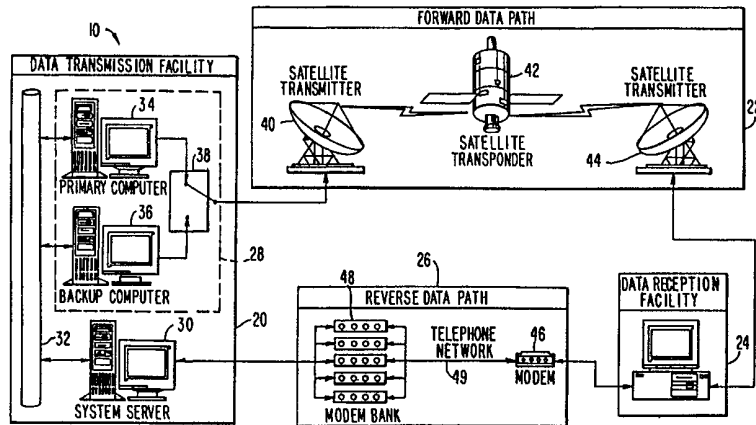 10
DATA TRANSMISSION FACILITY
34
PRIMARY COMPUTER
38
36
BACKUP COMPUTER
28
30
20
32
SYSTEM SERVER
FORWARD DATA PATH
SATELLITE
TRANSMITTER
40
42
SATELLITE
TRANSPONDER
SATELLITE
TRANSMITTER
44
26
REVERSE DATA PATH
48
MODEM BANK
TELEPHONE
NETWORK
49
46
MODEM
DATA RECEPTION
FACILITY
24